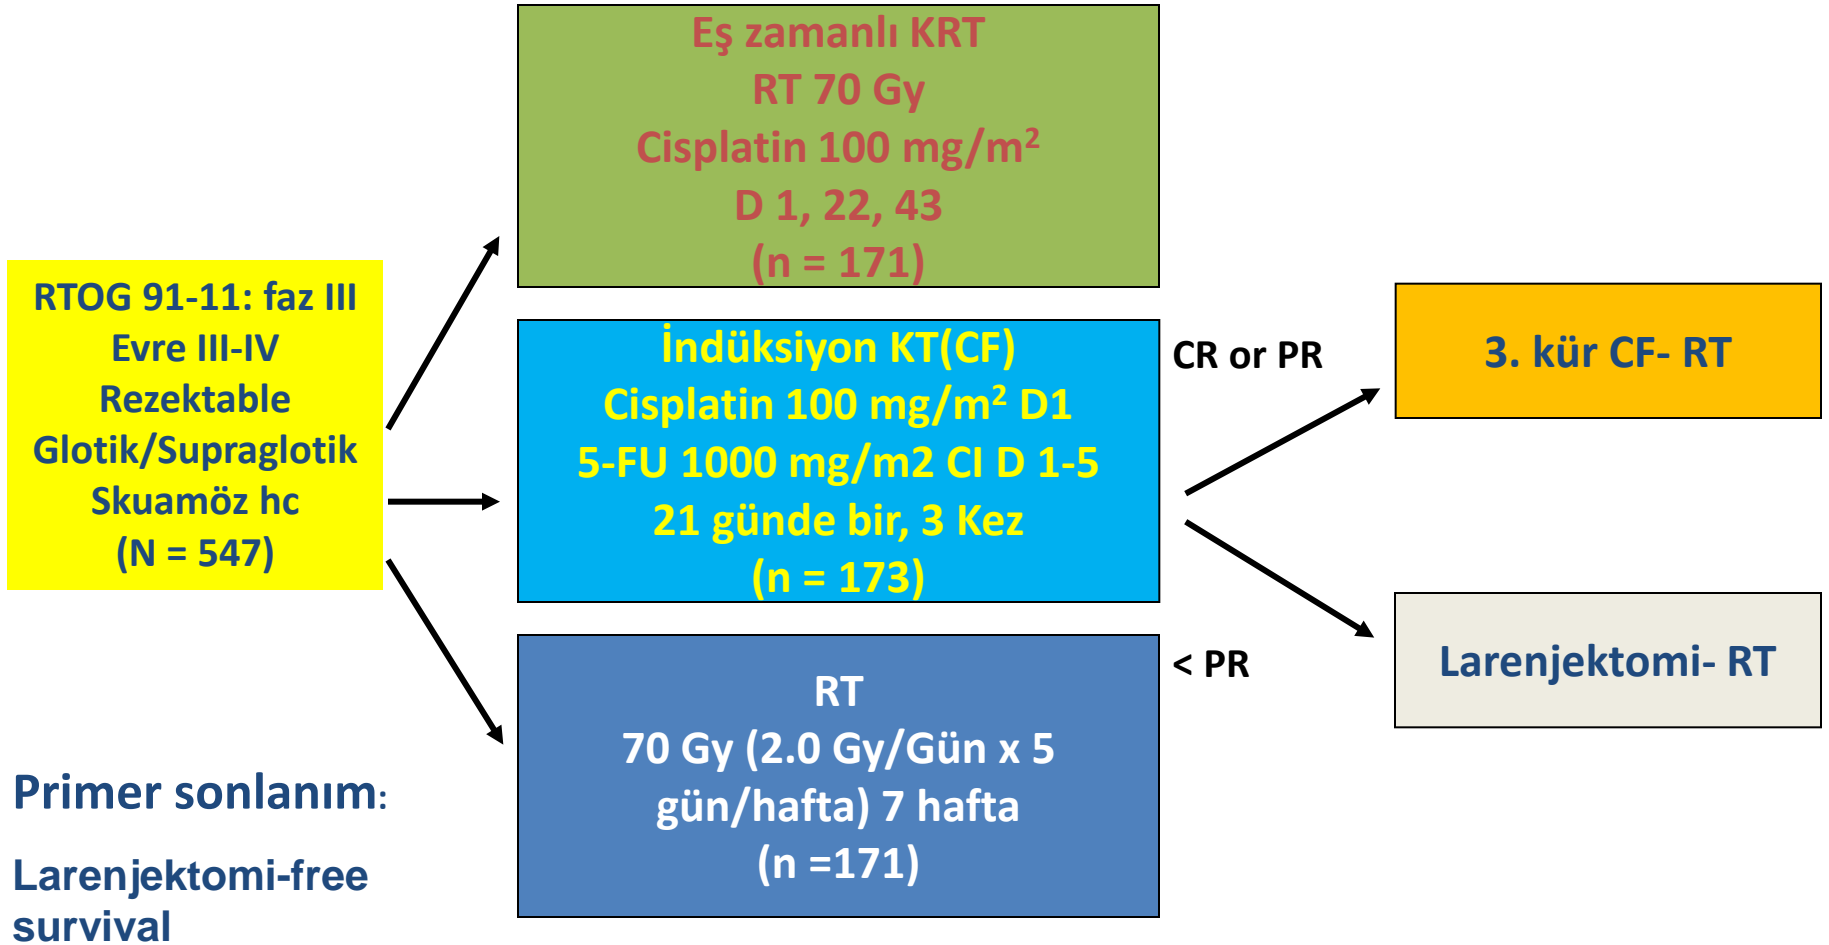 RTOG 91-11: faz III
Evre III-IV
Rezektable
Glotik/Supraglotik
Skuamöz hc
(N = 547)
Eş zamanlı KRT
RT 70 Gy
Cisplatin 100 mg/m²
D 1, 22, 43
(n = 171)
İndüksiyon KT(CF)
Cisplatin 100 mg/m² D1
5-FU 1000 mg/m2 CI D 1-5
21 günde bir, 3 Kez
(n = 173)
RT
70 Gy (2.0 Gy/Gün x 5
gün/hafta) 7 hafta
(n =171)
CR or PR
3. kür CF- RT
< PR
Larenjektomi- RT
Primer sonlanım:
Larenjektomi-free
survival